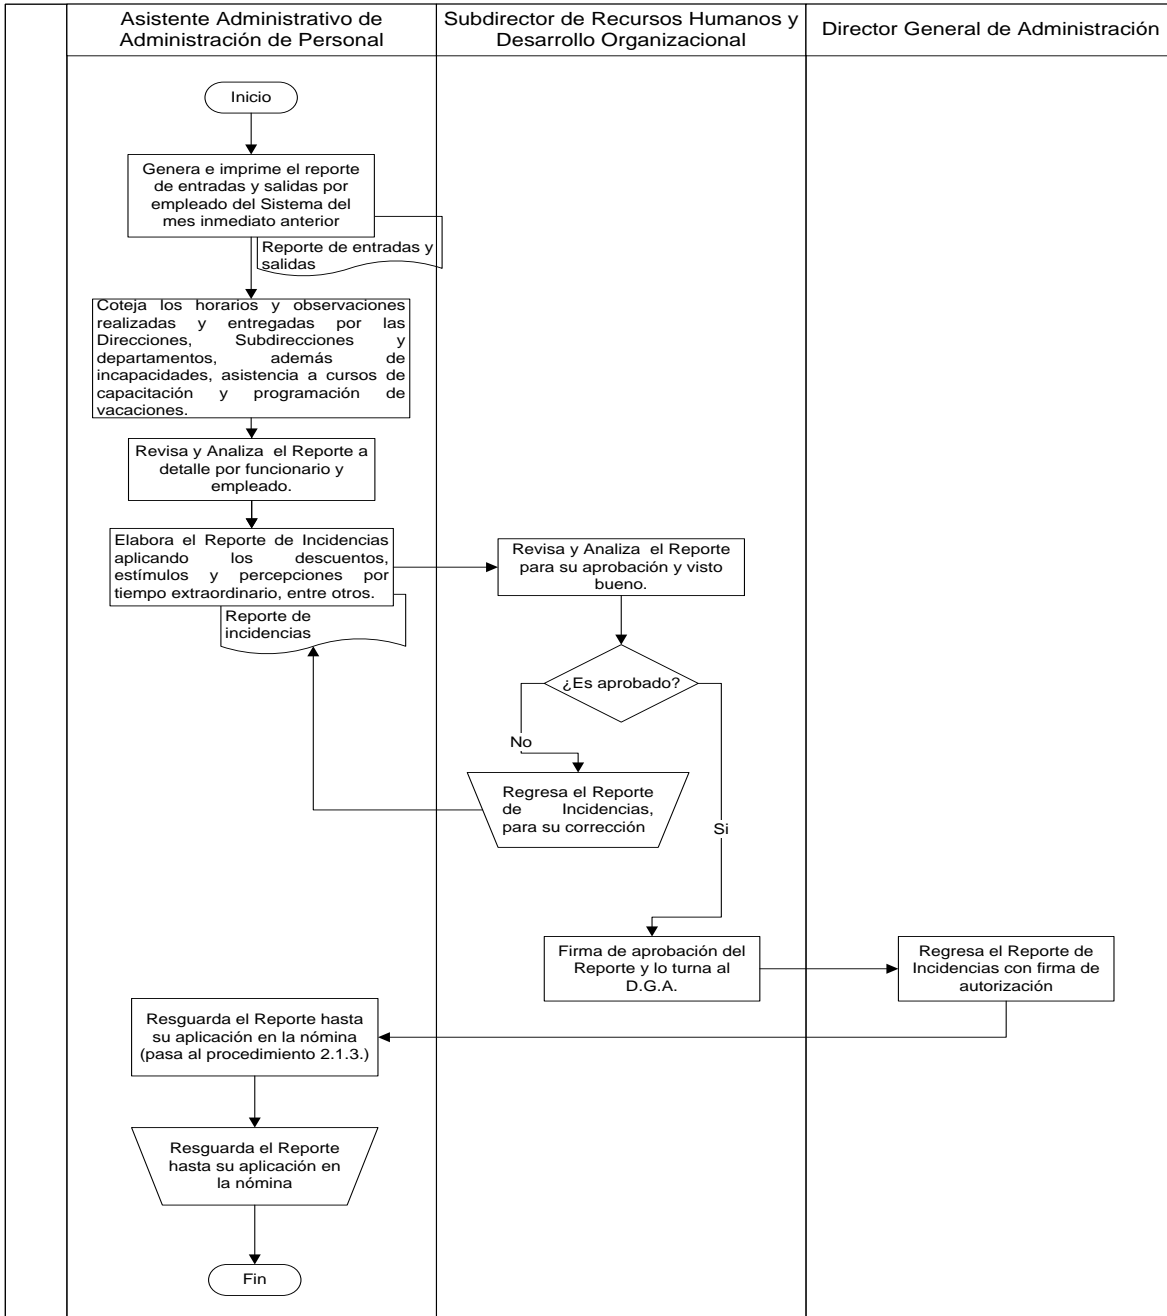 Asistente Administrativo de
Administración de Personal
Subdirector de Recursos Humanos y
Desarrollo Organizacional
Director General de Administración
Inicio
Genera e imprime el reporte
de entradas y salidas por
empleado del Sistema del
mes inmediato anterior
Reporte de entradas y
salidas
Coteja los horarios y observaciones
realizadas y entregadas por las
Direcciones, Subdirecciones y
departamentos, además de
incapacidades, asistencia a cursos de
capacitación y programación de
vacaciones.
Revisa y Analiza el Reporte a
detalle por funcionario y
empleado.
Elabora el Reporte de Incidencias
aplicando los descuentos,
estímulos y percepciones por
tiempo extraordinario, entre otros.
Reporte de
incidencias
Revisa y Analiza el Reporte
para su aprobación y visto
bueno.
¿Es aprobado?
No
Regresa el Reporte
de Incidencias,
para su corrección
Si
Firma de aprobación del
Reporte y lo turna al
D.G.A.
Regresa el Reporte de
Incidencias con firma de
autorización
Resguarda el Reporte hasta
su aplicación en la nómina
(pasa al procedimiento 2.1.3.)
Resguarda el Reporte
hasta su aplicación en
la nómina
Fin